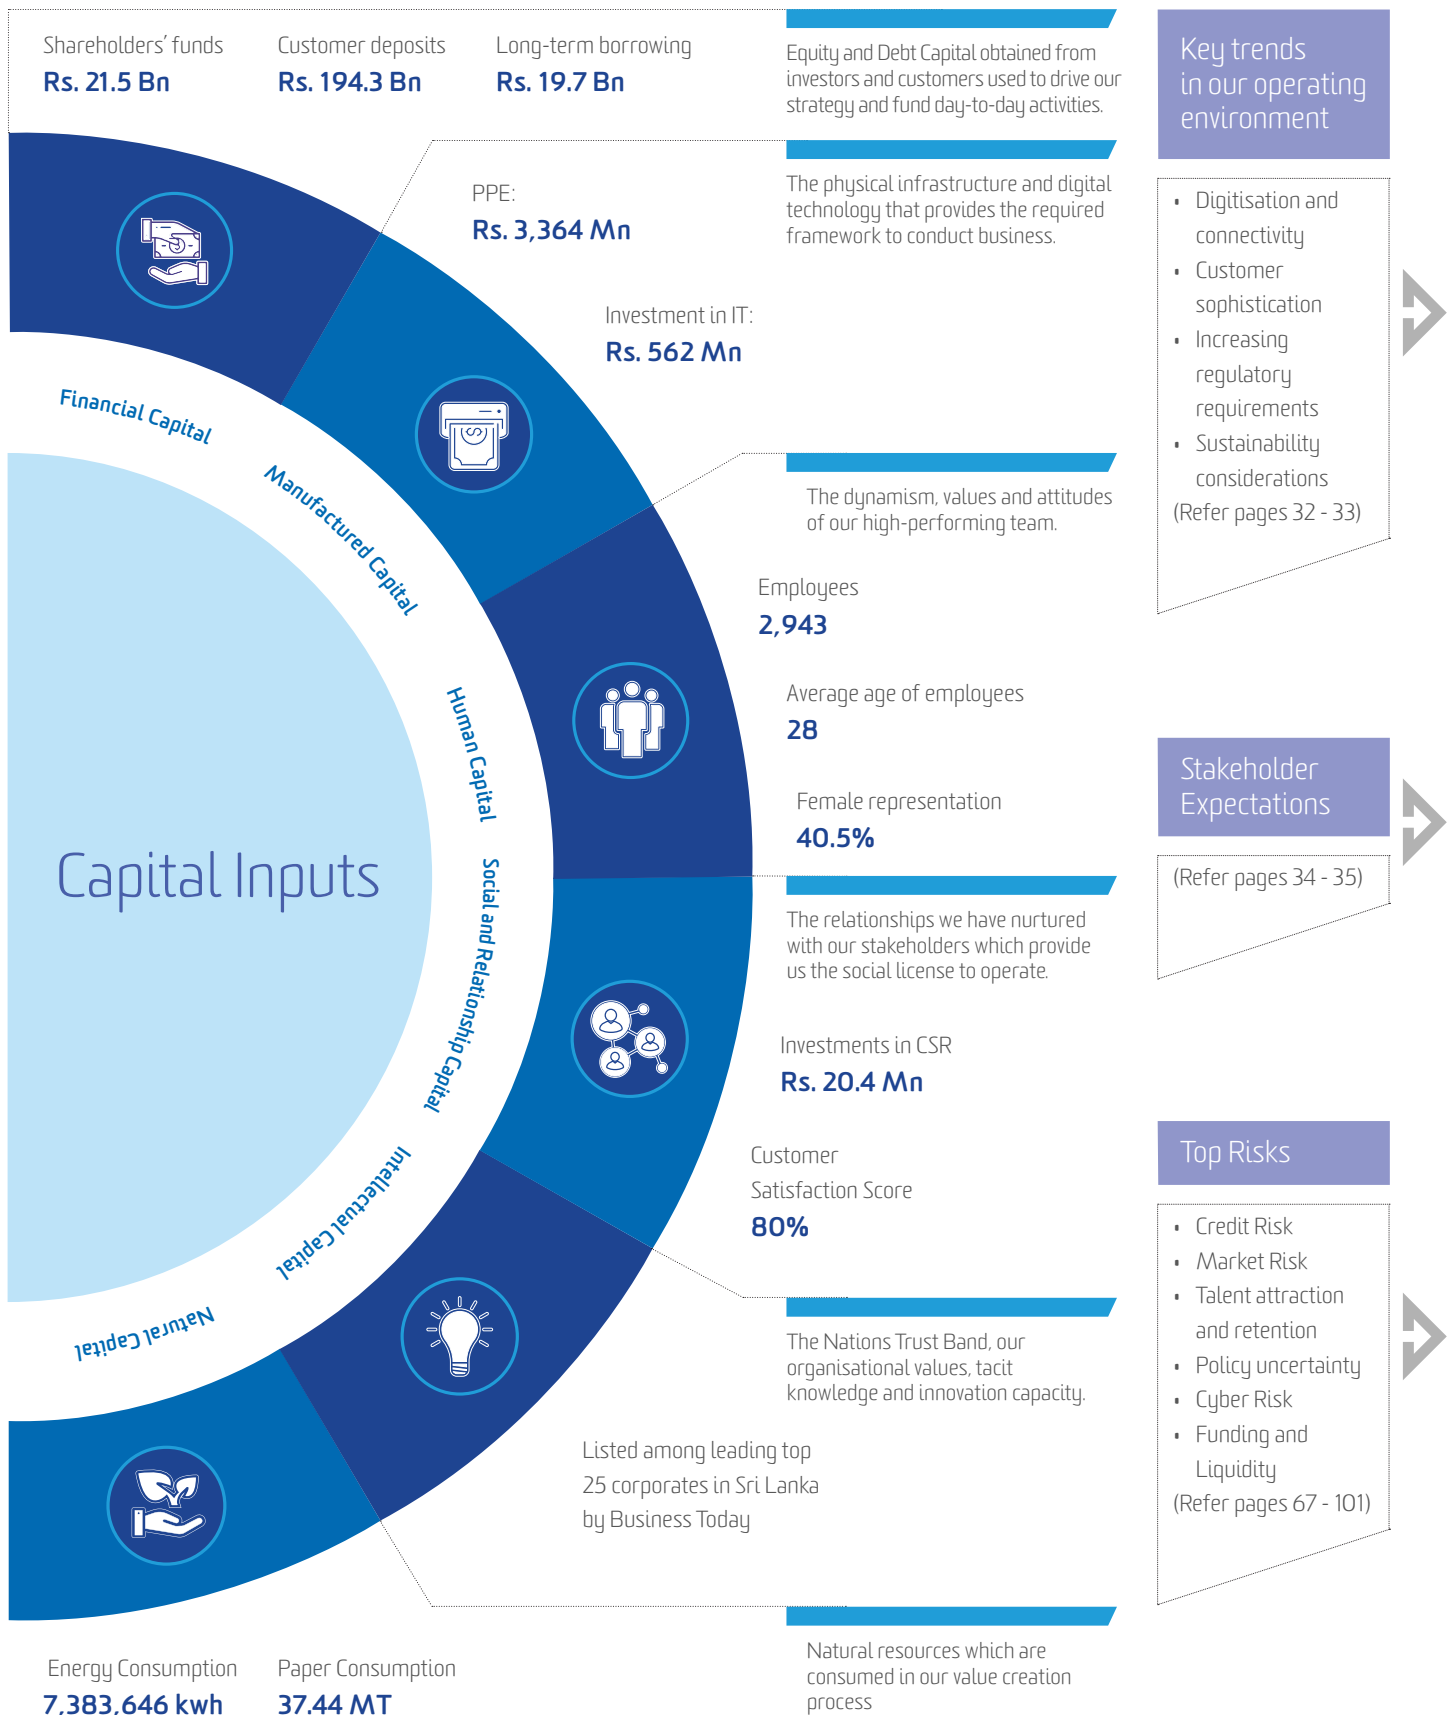 Shareholders' funds
Rs. 21.5 Bn
Customer deposits
Rs. 194.3 Bn
Long-term borrowing
Rs. 19.7 Bn
Equity and Debt Capital obtained from
investors and customers used to drive our
strategy and fund day-to-day activities.
PPE:
Rs. 3,364 Mn
Investment in IT:
Rs. 562 Mn
The physical infrastructure and digital
technology that provides the required
framework to conduct business.
The dynamism, values and attitudes
of our high-performing team.
Employees
2,943
Average age of employees
28
Female representation
40.5%
The relationships we have nurtured
with our stakeholders which provide
us the social license to operate.
Investments in CSR
Rs. 20.4 Mn
Customer
Satisfaction Score
80%
The Nations Trust Band, our
organisational values, tacit
knowledge and innovation capacity.
Listed among leading top
25 corporates in Sri Lanka
by Business Today
Natural resources which are
consumed in our value creation
process
Energy Consumption
7,383,646 kwh
Paper Consumption
37.44 MT
Financial Capital
Manufactured Capital
Human Capital
Social and Relationship Capital
Intellectual Capital
Natural Capital
Capital Inputs
Key trends
in our operating
environment
• Digitisation and
connectivity
• Customer
sophistication
• Increasing
regulatory
requirements
• Sustainability
considerations
(Refer pages 32 - 33)
Stakeholder
Expectations
(Refer pages 34 - 35)
Top Risks
• Credit Risk
• Market Risk
• Talent attraction
and retention
• Policy uncertainty
• Cyber Risk
• Funding and
Liquidity
(Refer pages 67 - 101)